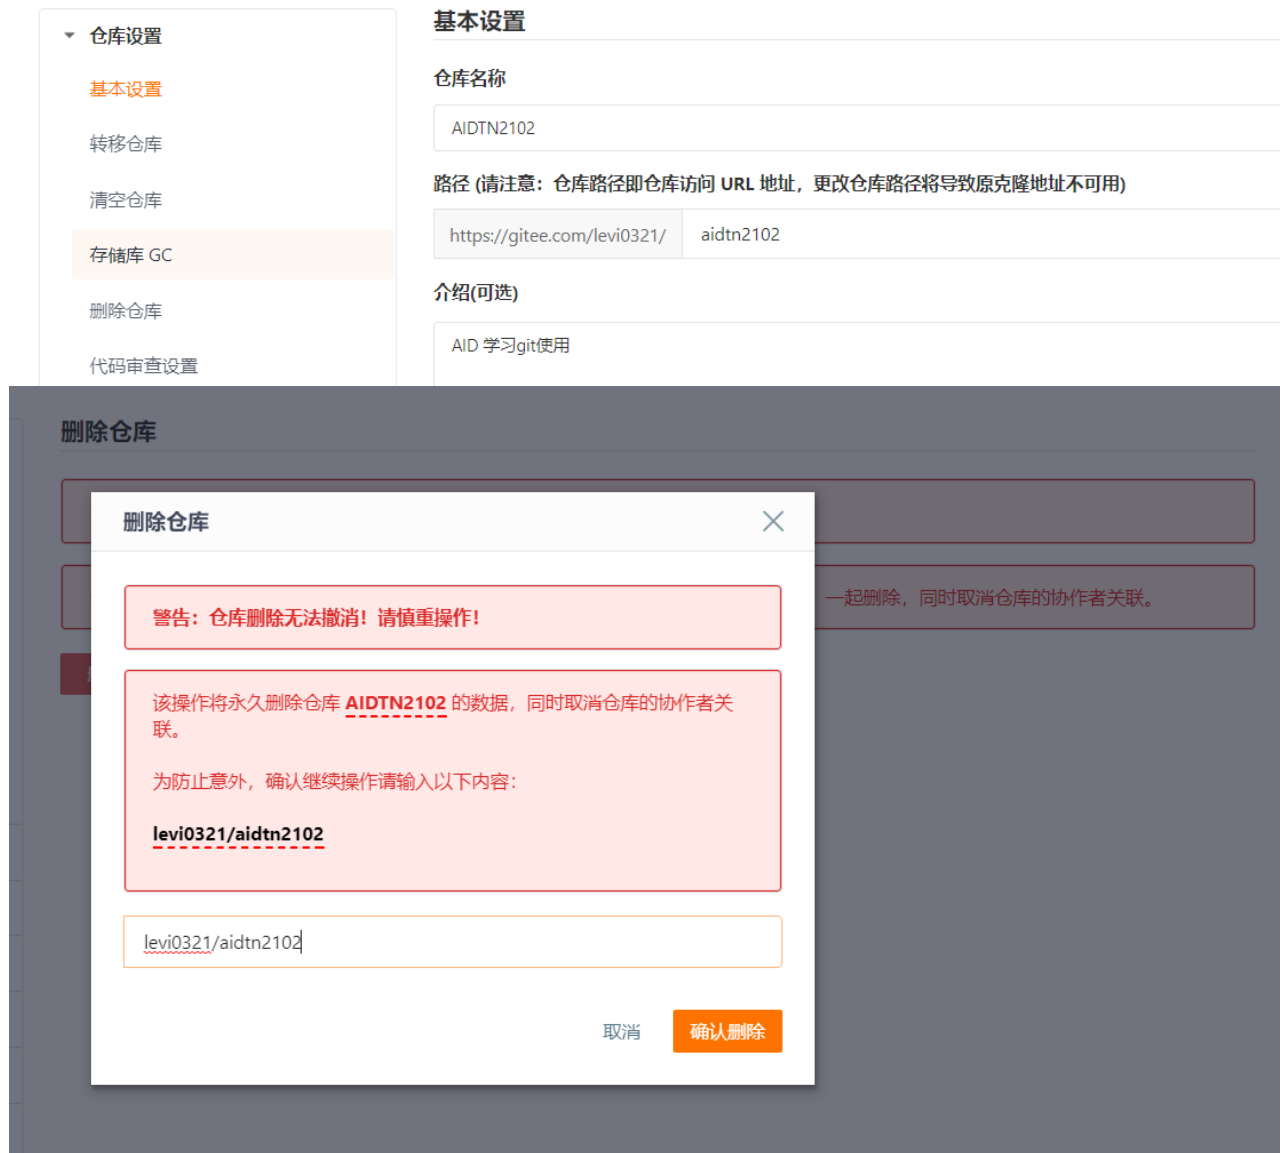 仓库设置
基本设置
转移仓库
清空仓库
存储库 GC
删除仓库
代码审查设置
基本设置
仓库名称
AIDTN2102
路径 (请注意：仓库路径即仓库访问 URL 地址，更改仓库路径将导致原克隆地址不可用)
https://gitee.com/levi0321/ aidtn2102
介绍(可选)
AID 学习git使用
删除仓库
一起删除，同时取消仓库的协作者关联。
删除仓库
警告：仓库删除无法撤消！请慎重操作！
该操作将永久删除仓库 AIDTN2102 的数据，同时取消仓库的协作者关
联。
为防止意外，确认继续操作请输入以下内容：
levi0321/aidtn2102
levi0321/aidtn2102
取消
确认删除